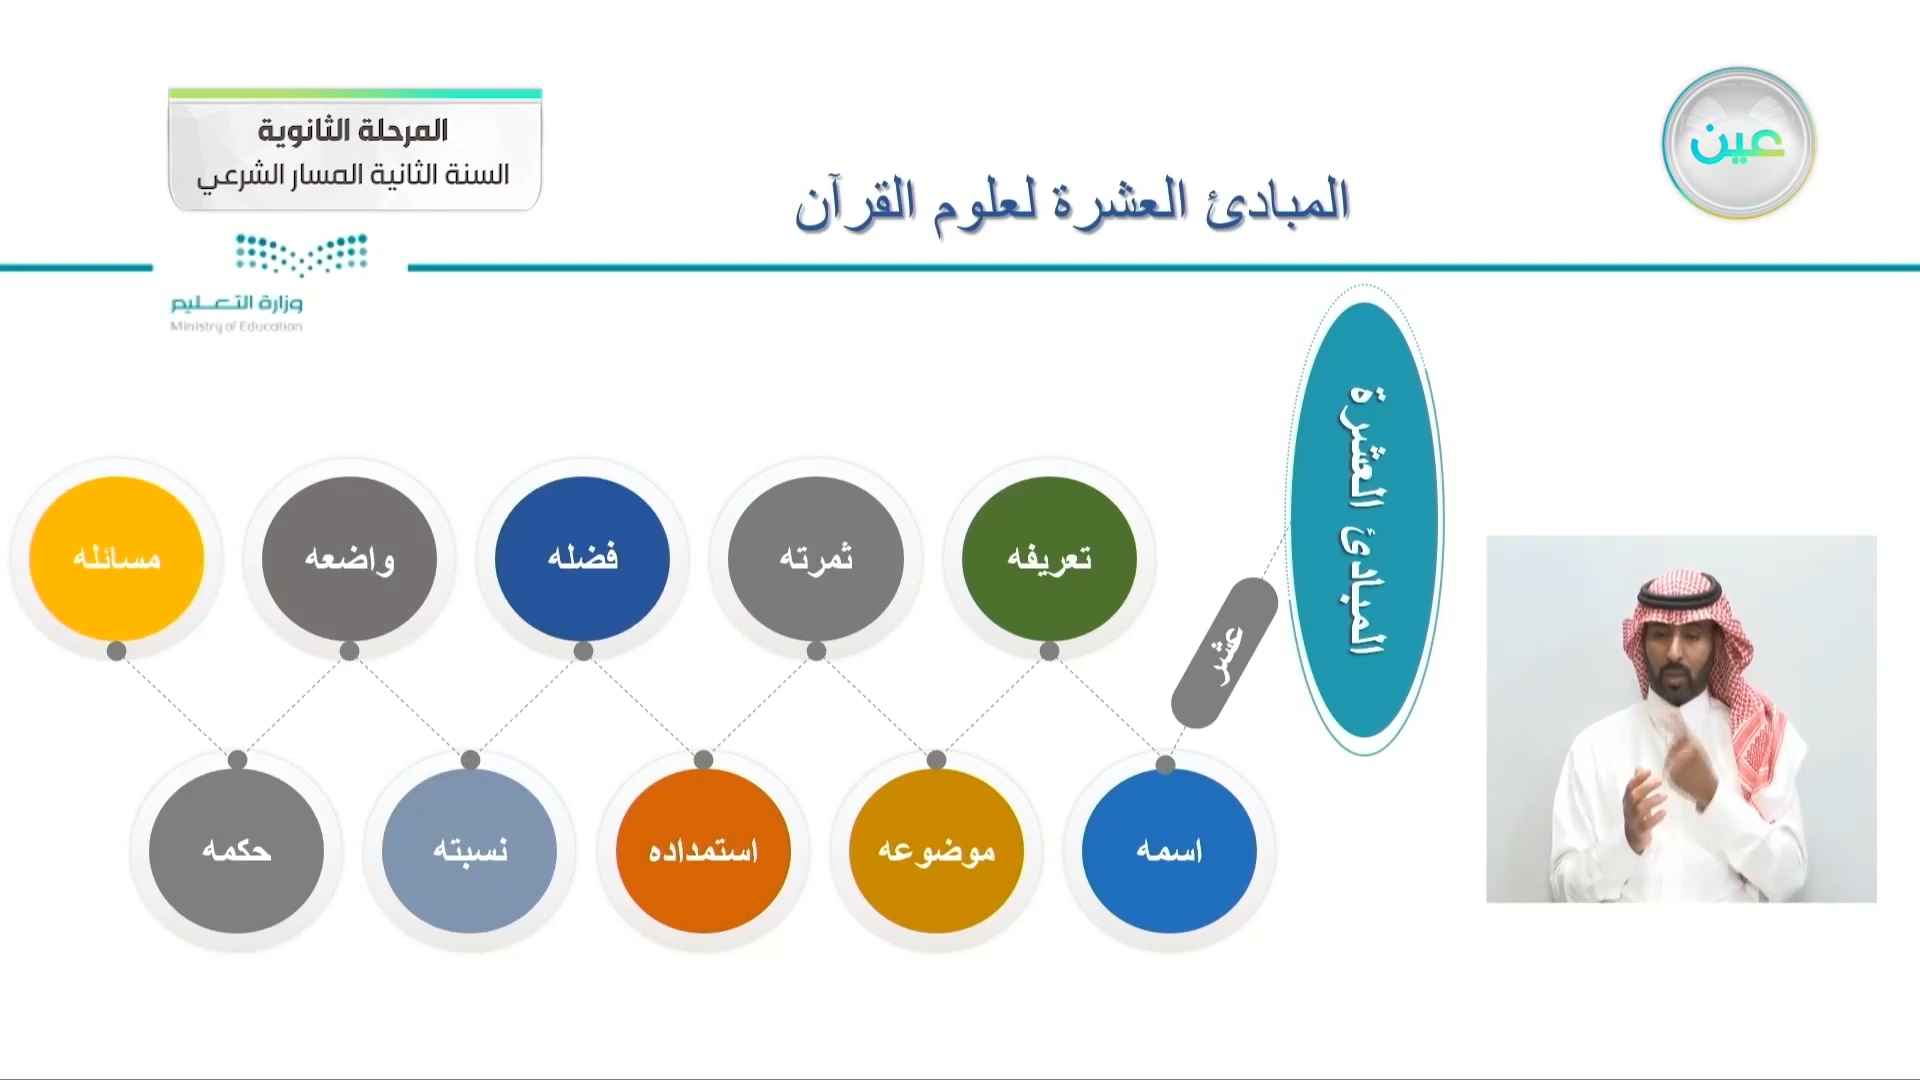 عين
المرحلة الثانوية
السنة الثانية المسار الشرعي
المبادئ العشرة لعلوم القرآن
وزارة التعليم
Ministry of Education
المبادئ العشرة
عشر
اسمه
تعريفه
موضوعه
ثمرته
استمداده
فضله
نسبته
واضعه
حكمه
مسائله